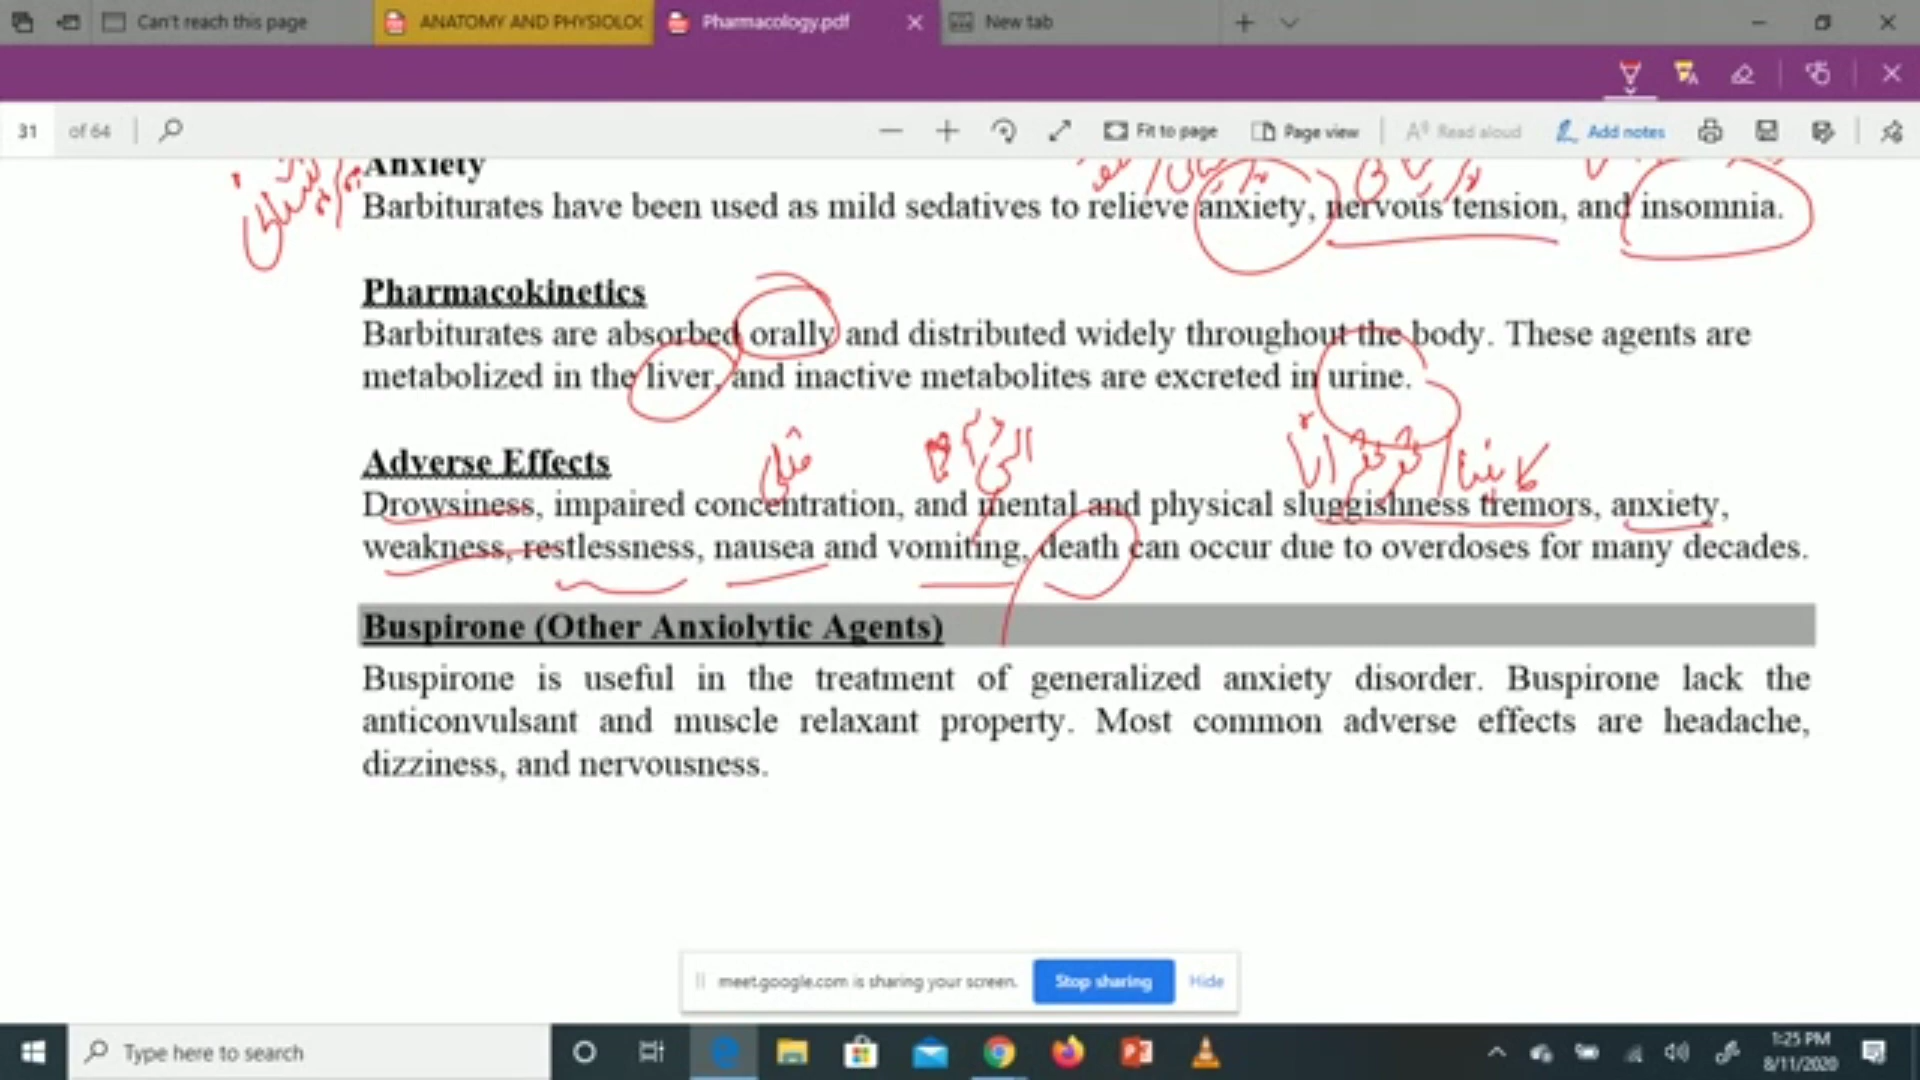 Can't reach this page
ANATOMY AND PHYSIOLOG
Pharmacology.pdf
New tab
31 of 64
Fit to page
Page view
Read aloud
Add notes
Anxiety
Barbiturates have been used as mild sedatives to relieve anxiety, nervous tension, and insomnia.
Pharmacokinetics
Barbiturates are absorbed orally and distributed widely throughout the body. These agents are
metabolized in the liver, and inactive metabolites are excreted in urine.
متلی
الٹی
کانپنا
Adverse Effects
Drowsiness, impaired concentration, and mental and physical sluggishness tremors, anxiety,
weakness, restlessness, nausea and vomiting, death can occur due to overdoses for many decades.
Buspirone (Other Anxiolytic Agents)
Buspirone is useful in the treatment of generalized anxiety disorder. Buspirone lack the
anticonvulsant and muscle relaxant property. Most common adverse effects are headache,
dizziness, and nervousness.
meet.google.com is sharing your screen.
Stop sharing
Hide
Type here to search
1:25 PM
8/11/2020